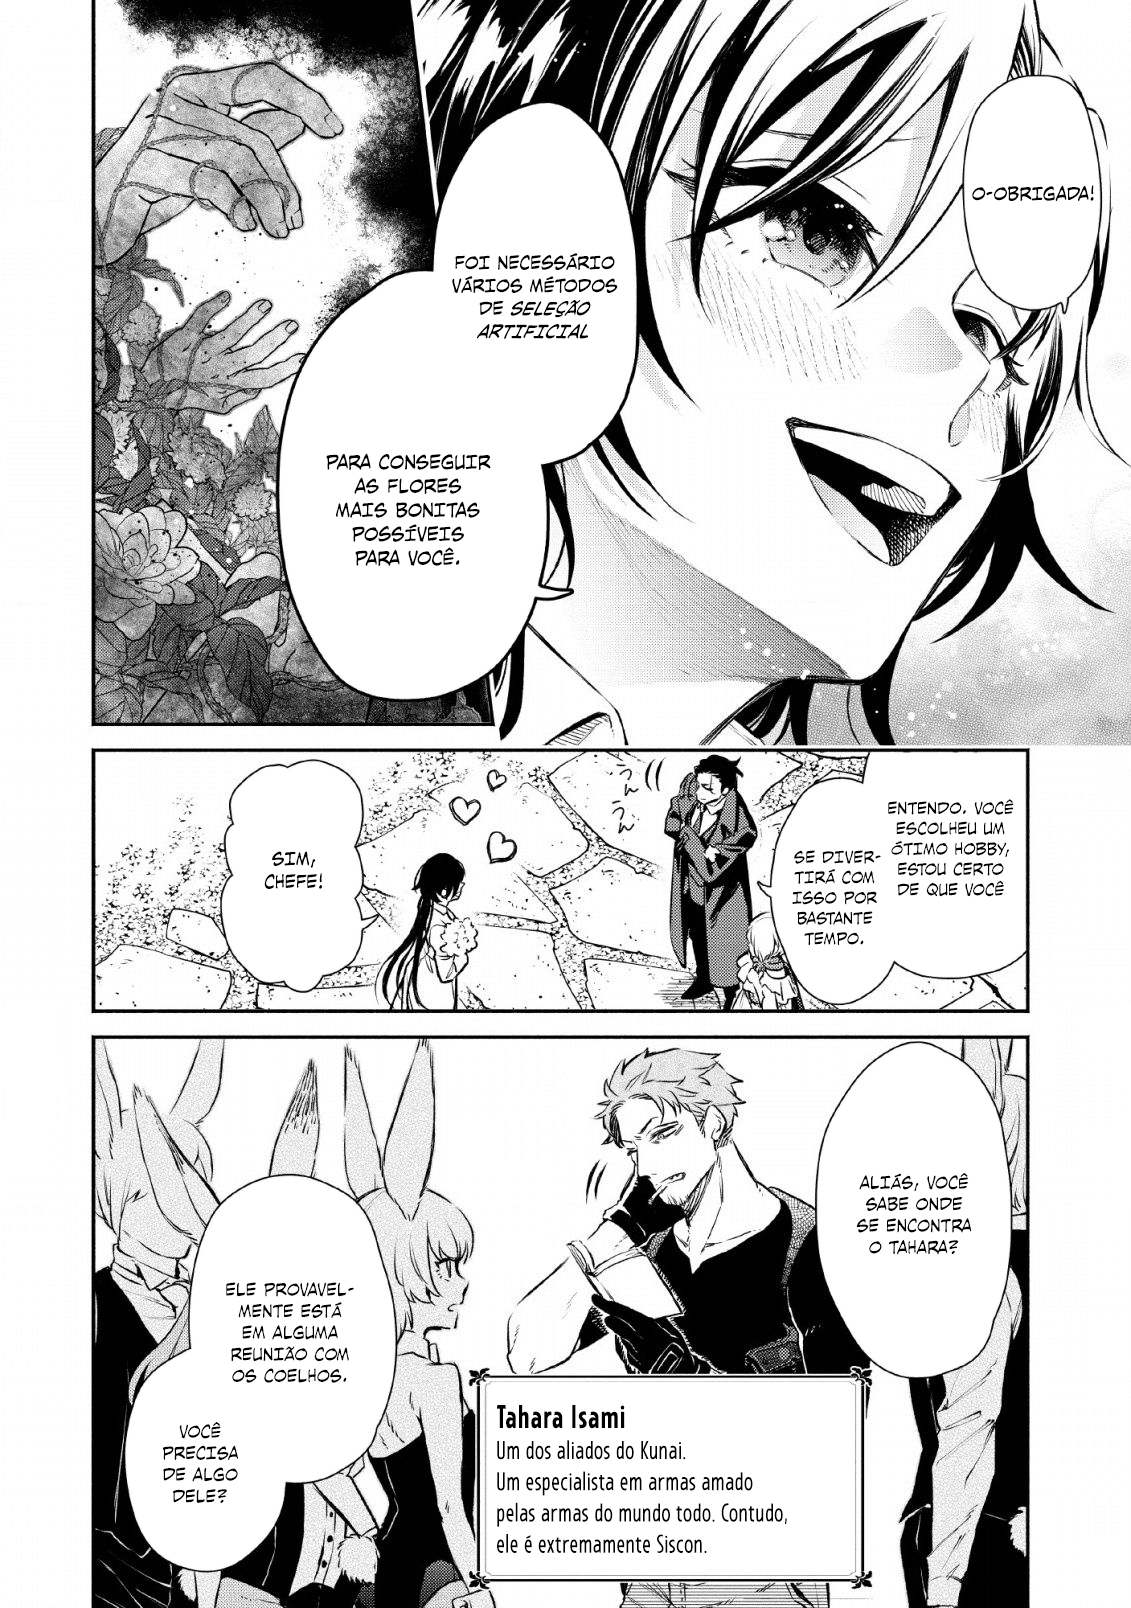 O-OBRIGADA!
FOI NECESSÁRIO
VÁRIOS MÉTODOS
DE SELEÇÃO
ARTIFICIAL
PARA CONSEGUIR
AS FLORES
MAIS BONITAS
POSSÍVEIS
PARA VOCÊ.
ENTENDO. VOCÊ
ESCOLHEU UM
ÓTIMO HOBBY,
ESTOU CERTO
DE QUE VOCÊ
SE DIVER-
TIRÁ COM
ISSO POR
BASTANTE
TEMPO.
うん
うん
SIM,
CHEFE!
ALIÁS, VOCÊ
SABE ONDE
SE ENCONTRA
O TAHARA?
ELE PROVAVEL-
MENTE ESTÁ
EM ALGUMA
REUNIÃO COM
OS COELHOS.
VOCÊ
PRECISA
DE ALGO
DELE?
Tahara Isami
Um dos aliados do Kunai.
Um especialista em armas amado
pelas armas do mundo todo. Contudo,
ele é extremamente Siscon.